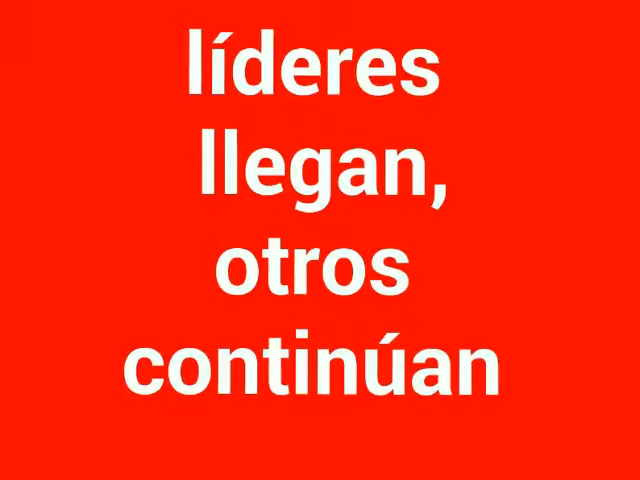 líderes
llegan,
otros
continúan